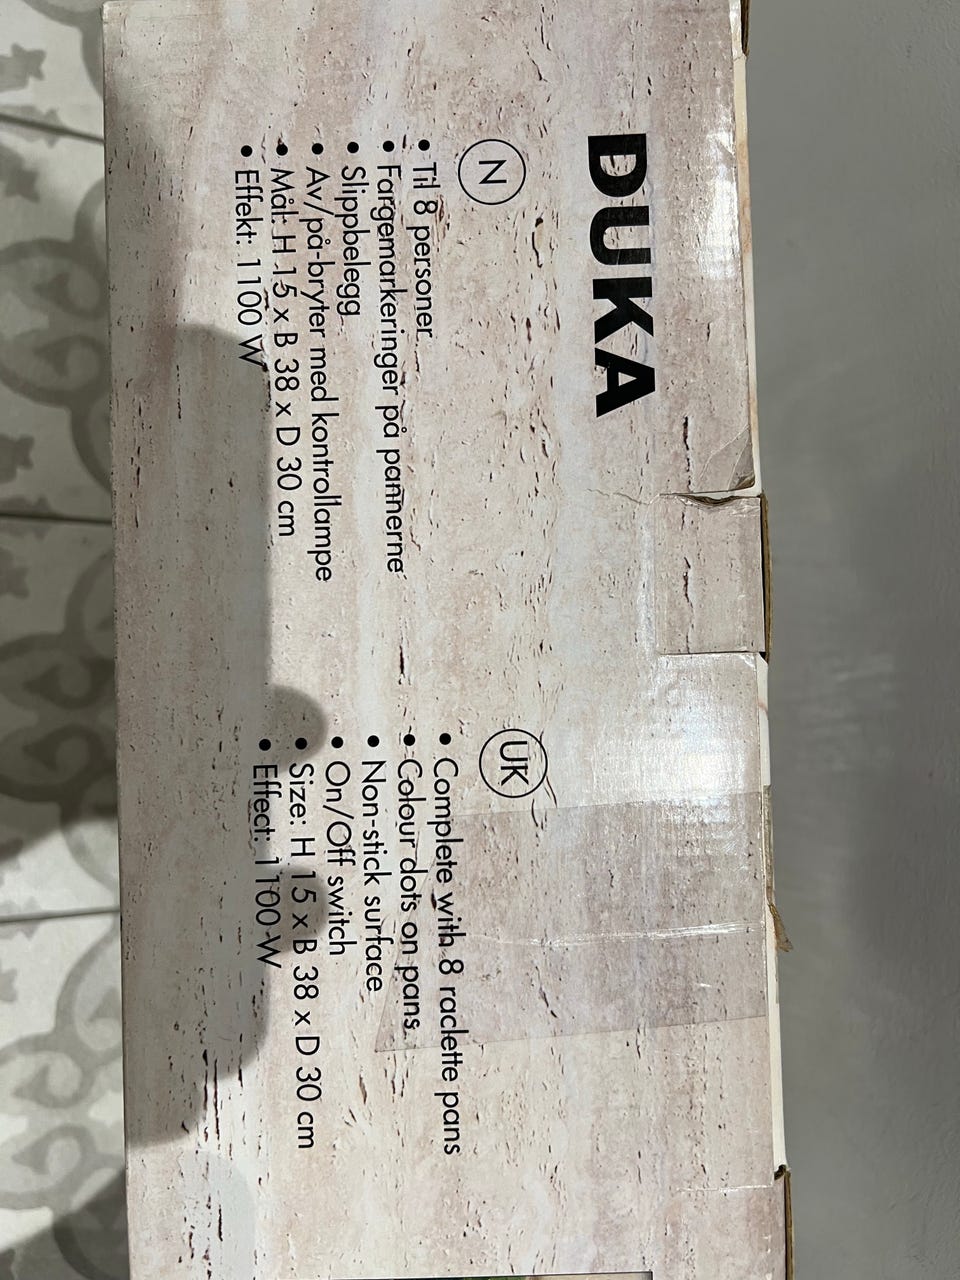 DUKA
N
• Til 8 personer
• Fargemarkeringer på pannerne
• Slippbelegg
• Av/på-bryter med kontrollampe
• Mål: H 15 x B 38 x D 30 cm
• Effekt: 1100 W
UK
• Complete with 8 raclette pans
• Colour dots on pans
• Non-stick surface
• On/Off switch
• Size: H 15 x B 38 x D 30 cm
• Effect: 1100 W